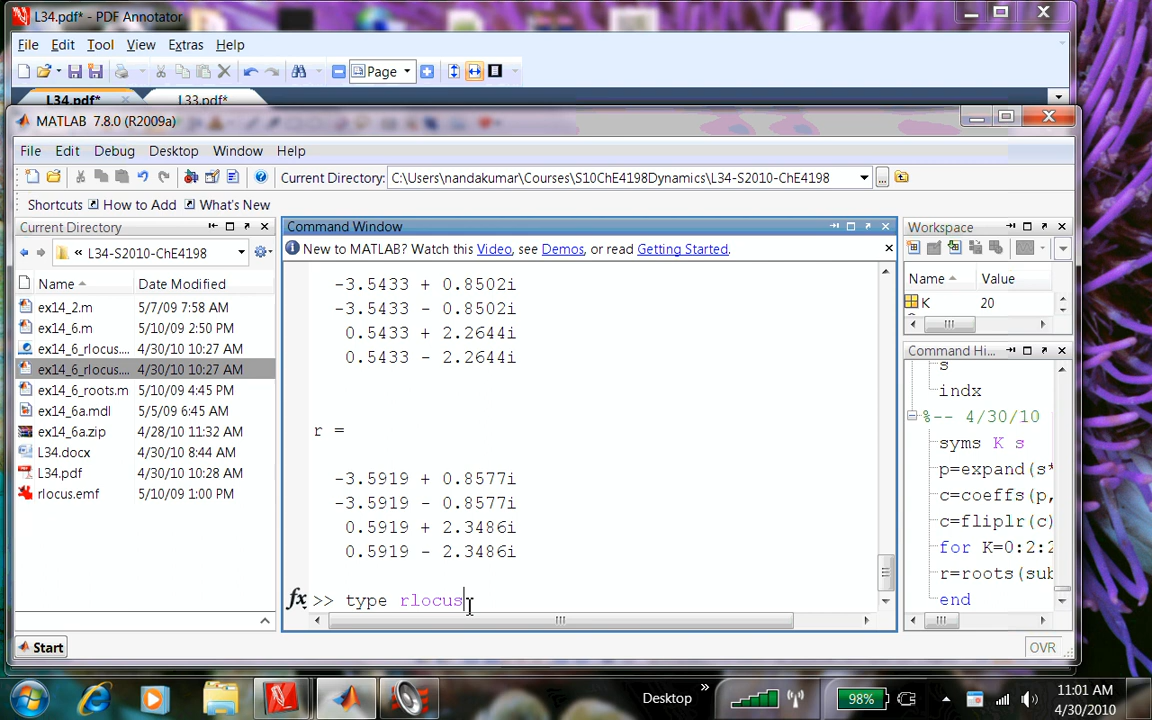 L34.pdf* - PDF Annotator
File Edit Tool View Extras Help
Page
L34.pdf* L33.pdf*
MATLAB 7.8.0 (R2009a)
File Edit Debug Desktop Window Help
Current Directory: C:\Users\nandakumar\Courses\S10ChE4198Dynamics\L34-S2010-ChE4198
Shortcuts How to Add What's New
Current Directory
« L34-S2010-ChE4198
Name Date Modified
ex14_2.m 5/7/09 7:58 AM
ex14_6.m 5/10/09 2:50 PM
ex14_6_rlocus.... 4/30/10 10:27 AM
ex14_6_rlocus.... 4/30/10 10:27 AM
ex14_6_roots.m 5/10/09 4:45 PM
ex14_6a.mdl 5/5/09 6:45 AM
ex14_6a.zip 4/28/10 11:32 AM
L34.docx 4/30/10 8:44 AM
L34.pdf 4/30/10 10:28 AM
rlocus.emf 5/10/09 1:00 PM
Command Window
New to MATLAB? Watch this Video, see Demos, or read Getting Started.
-3.5433 + 0.8502i
-3.5433 - 0.8502i
0.5433 + 2.2644i
0.5433 - 2.2644i
r =
-3.5919 + 0.8577i
-3.5919 - 0.8577i
0.5919 + 2.3486i
0.5919 - 2.3486i
fx >> type rlocus
Workspace
Name Value
K 20
Command Hi...
s
indx
%-- 4/30/10
syms K s
p=expand(s*
c=coeffs(p,
c=fliplr(c)
for K=0:2:2
r=roots(sub
end
Start
OVR
Desktop »
98%
11:01 AM
4/30/2010